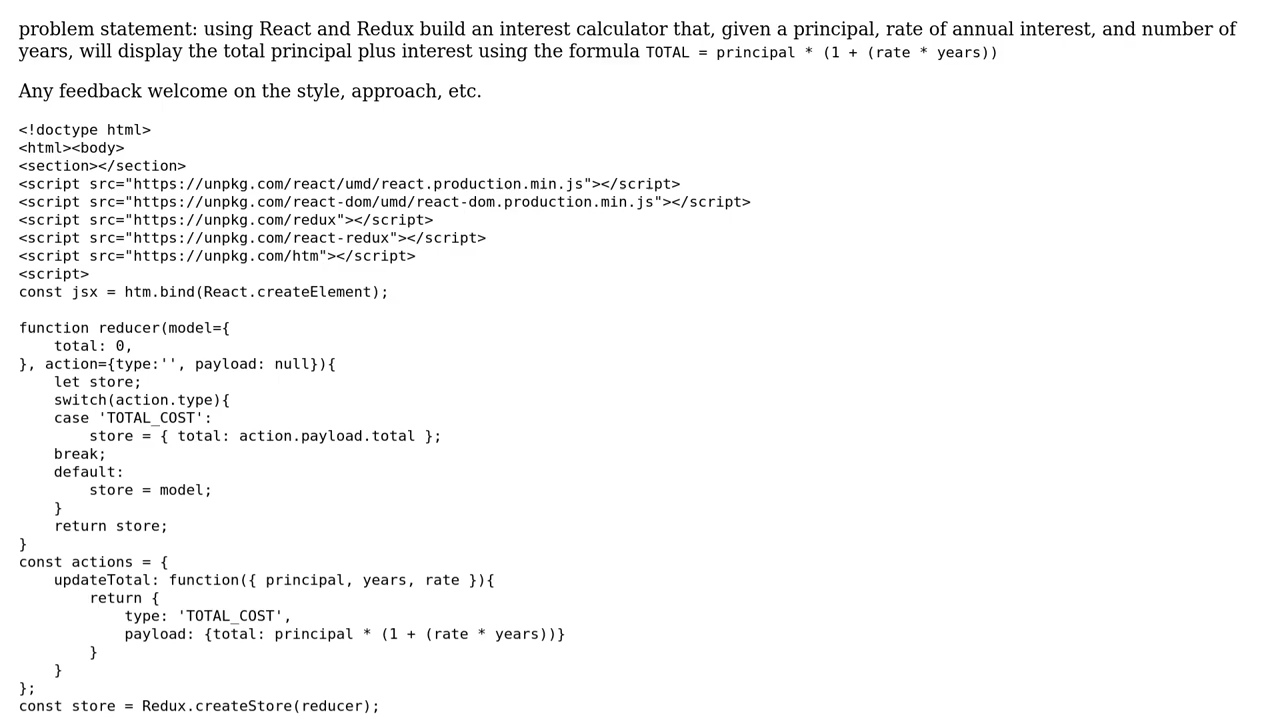 problem statement: using React and Redux build an interest calculator that, given a principal, rate of annual interest, and number of
years, will display the total principal plus interest using the formula TOTAL = principal * (1 + (rate * years))
Any feedback welcome on the style, approach, etc.
<!doctype html>
<html><body>
<section></section>
<script src="https://unpkg.com/react/umd/react.production.min.js"></script>
<script src="https://unpkg.com/react-dom/umd/react-dom.production.min.js"></script>
<script src="https://unpkg.com/redux"></script>
<script src="https://unpkg.com/react-redux"></script>
<script src="https://unpkg.com/htm"></script>
<script>
const jsx = htm.bind(React.createElement);

function reducer(model={
    total: 0,
}, action={type:'', payload: null}){
    let store;
    switch(action.type){
    case 'TOTAL_COST':
        store = { total: action.payload.total };
    break;
    default:
        store = model;
    }
    return store;
}
const actions = {
    updateTotal: function({ principal, years, rate }){
        return {
            type: 'TOTAL_COST',
            payload: {total: principal * (1 + (rate * years))}
        }
    }
};
const store = Redux.createStore(reducer);